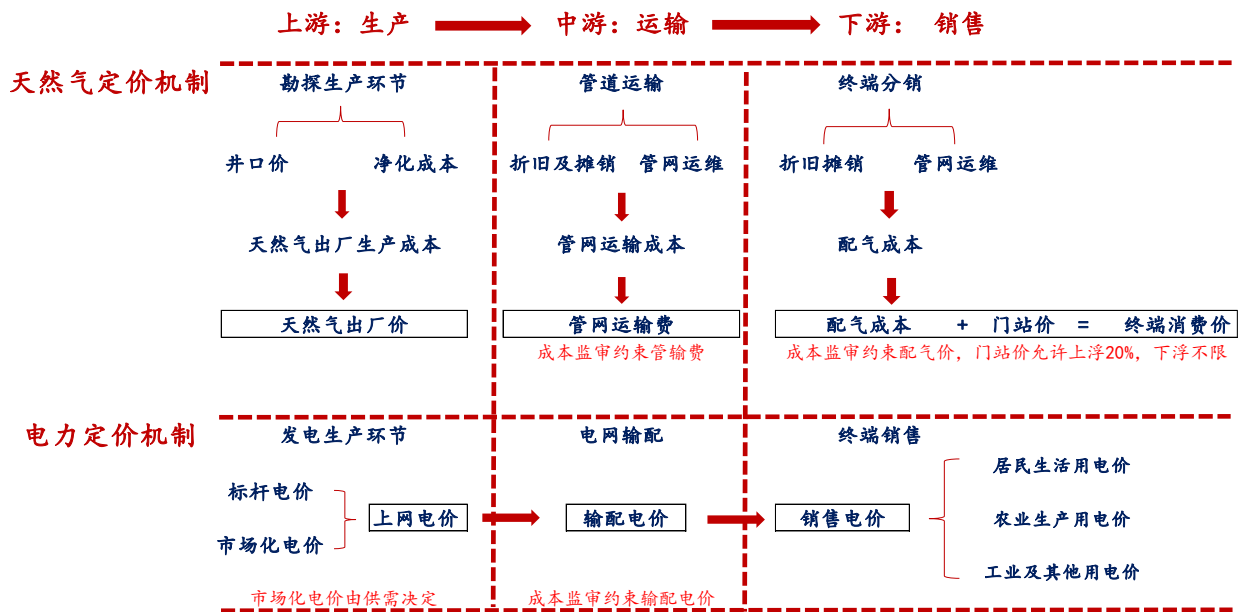 上游：生产 中游：运输 下游： 销售
天然气定价机制
勘探生产环节 管道运输 终端分销
井口价 净化成本 折旧及摊销 管网运维 折旧摊销 管网运维
天然气出厂生产成本 管网运输成本 配气成本
天然气出厂价 管网运输费 配气成本 + 门站价 = 终端消费价
成本监审约束管输费 成本监审约束配气价，门站价允许上浮20%，下浮不限
电力定价机制
发电生产环节 电网输配 终端销售
居民生活用电价
标杆电价
上网电价 输配电价 销售电价 农业生产用电价
市场化电价
工业及其他用电价
市场化电价由供需决定 成本监审约束输配电价